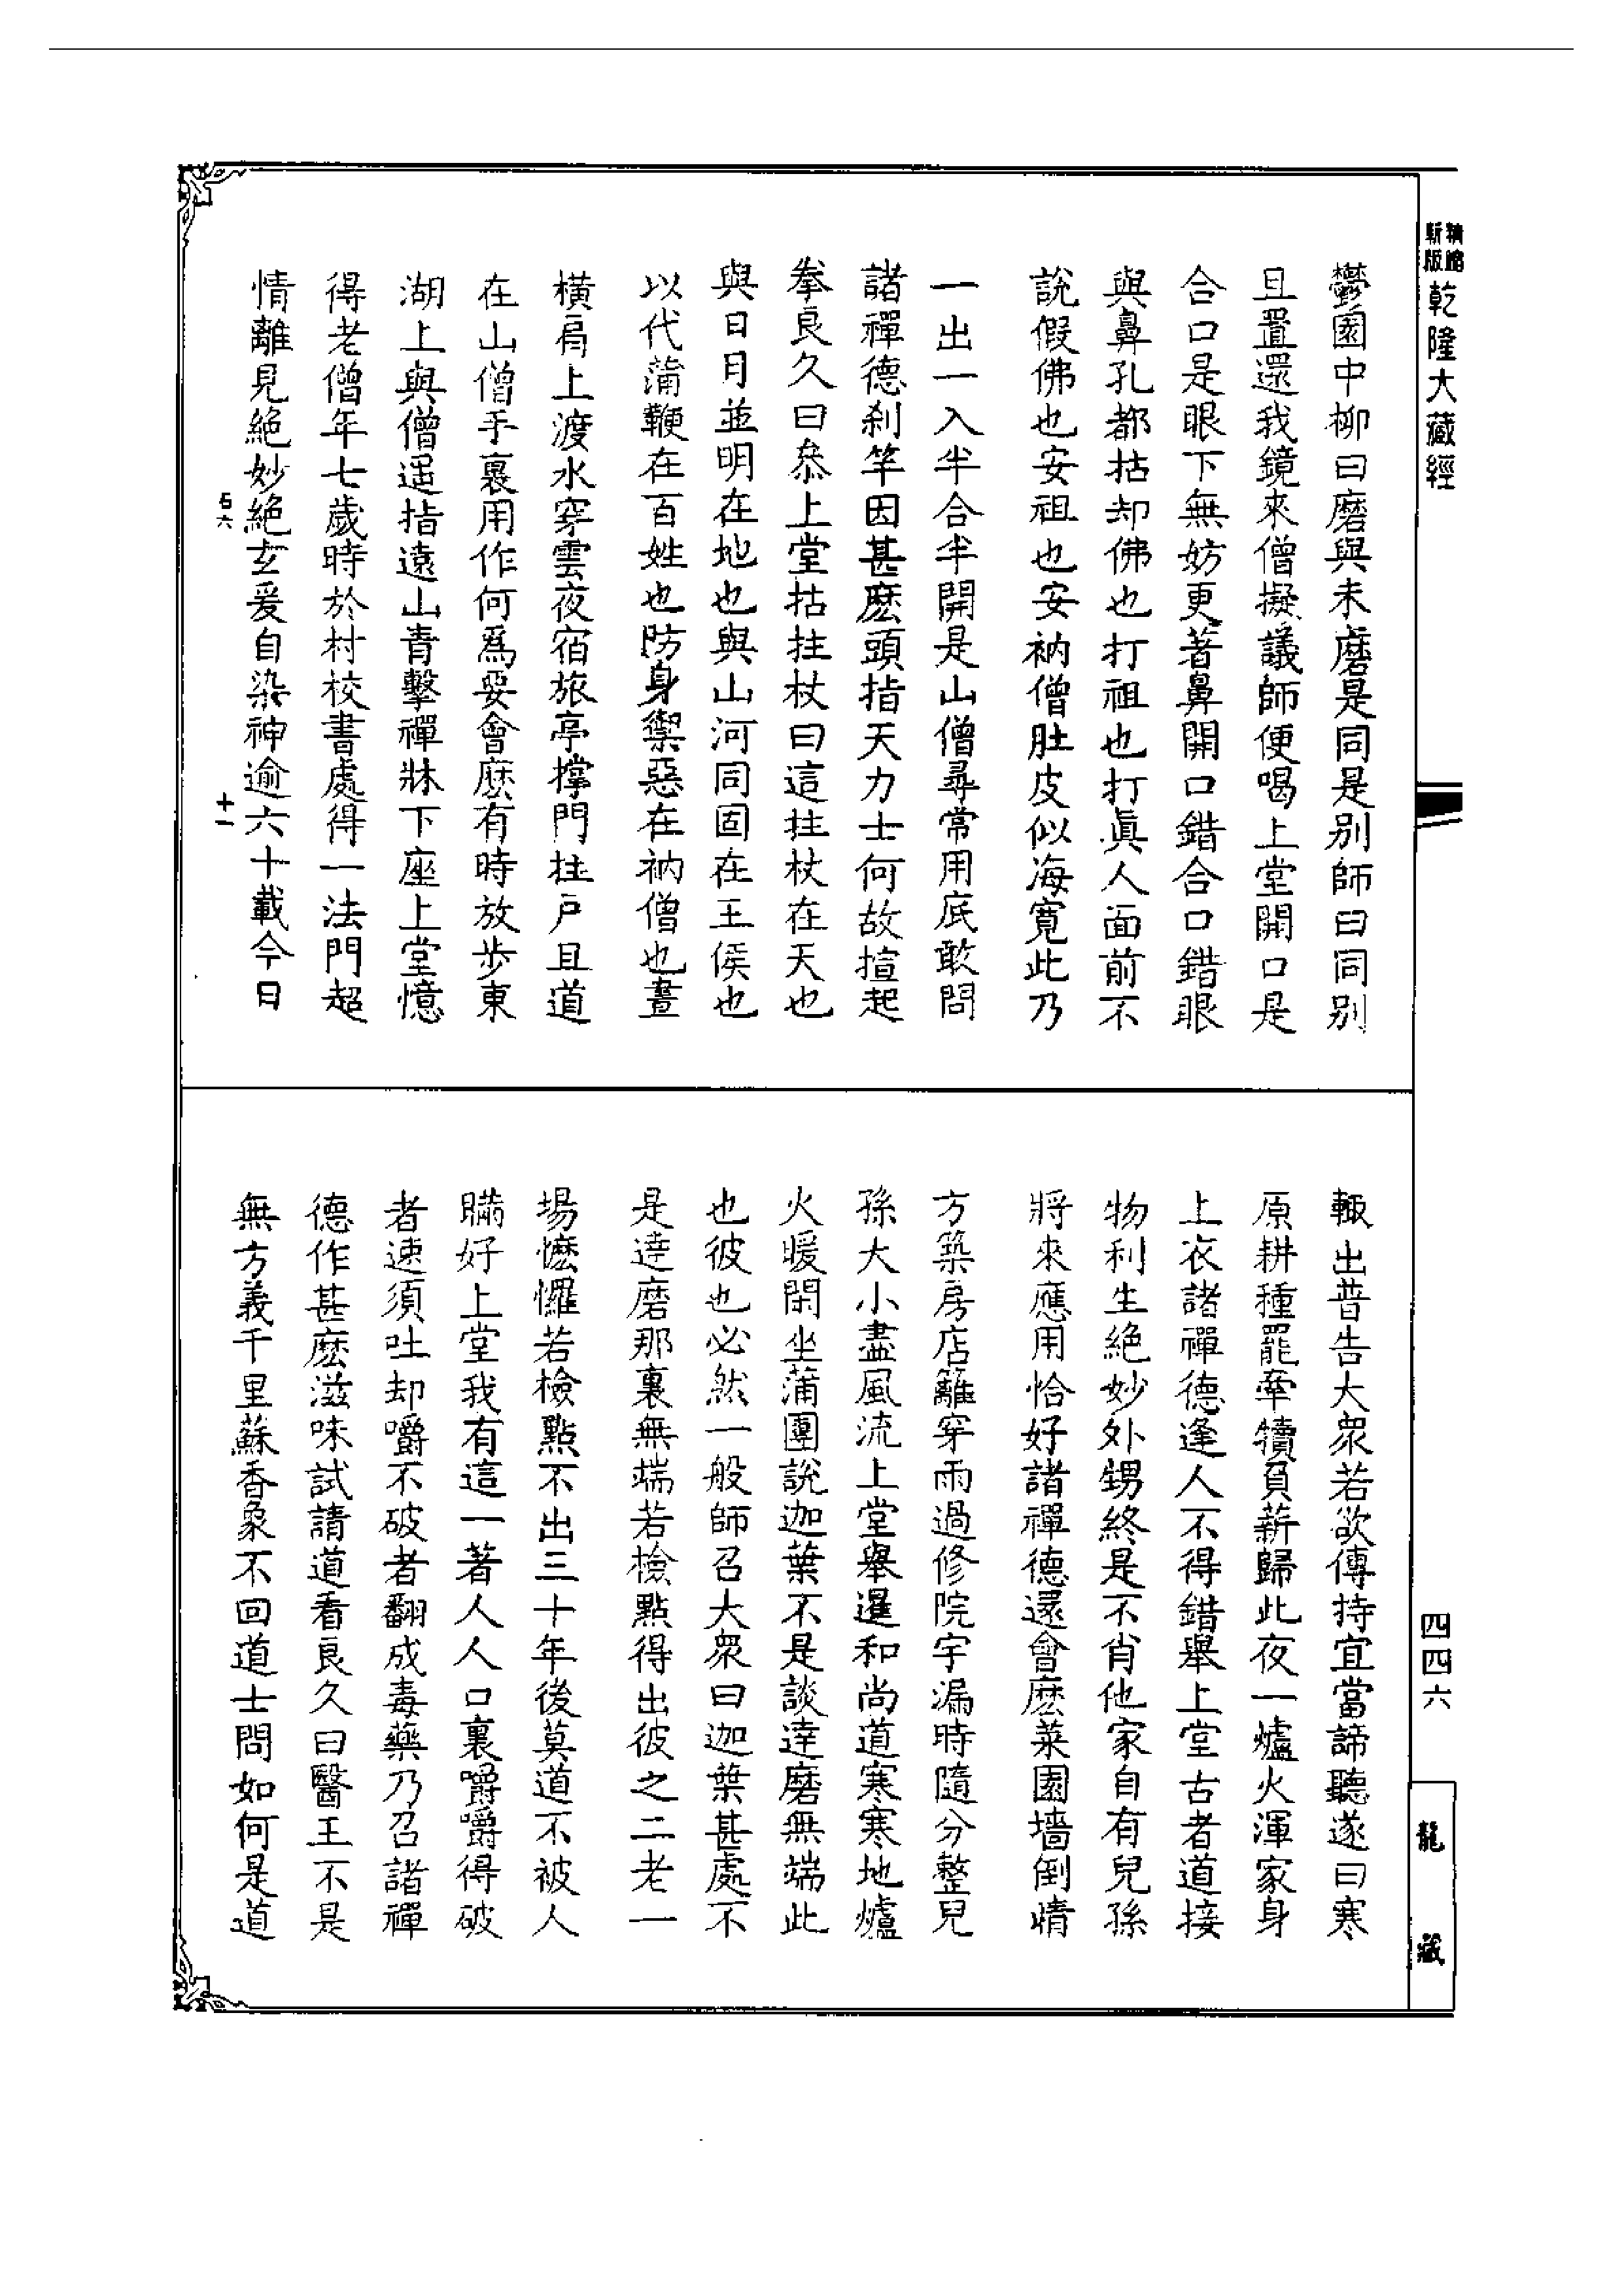 精縮
新版
乾隆大藏經
鬱園中柳曰磨與未磨是同是別師曰同別
且置還我鏡來僧擬議師便喝上堂開口是
合口是眼下無妨更著鼻開口錯合口錯眼
與鼻孔都拈却佛也打祖也打眞人面前不
說假佛也安祖也安衲僧肚皮似海寛此乃
一出一入半合半開是山僧尋常用底敢問
諸禪德刹竿因甚麽頭指天力士何故揎起
拳良久曰叅上堂拈拄杖曰這拄杖在天也
與日月並明在地也與山河同固在王侯也
以代蒲鞭在百姓也防身禦惡在衲僧也晝
橫肩上渡水穿雲夜宿旅亭撑門拄戸且道
在山僧手裏用作何爲要會麽有時放步東
湖上與僧遥指遠山青擊禪牀下座上堂憶
得老僧年七歲時於村校書處得一法門超
情離見絶妙絶玄爰自染神逾六十載今日
十一
輙出普告大衆若欲傳持宜當諦聽遂曰寒
原耕種罷牽犢負薪歸此夜一爐火渾家身
上衣諸禪德逢人不得錯舉上堂古者道接
物利生絶妙外甥終是不肖他家自有兒孫
將來應用恰好諸禪德還會麽菜園墻倒晴
方築房店籬穿雨過修院宇漏時隨分整兒
孫大小盡風流上堂舉暹和尚道寒寒地爐
火暖閑坐蒲團說迦葉不是談達磨無端此
也彼也必然一般師召大衆曰迦葉甚處不
是達磨那裏無端若檢點得出彼之二老一
場懡㦬若檢點不出三十年後莫道不被人
瞞好上堂我有這一著人人口裏嚼嚼得破
者速須吐却嚼不破者翻成毒藥乃召諸禪
德作甚麽滋味試請道看良久曰醫王不是
無方義千里蘇香象不回道士問如何是道
四四六
龍
藏